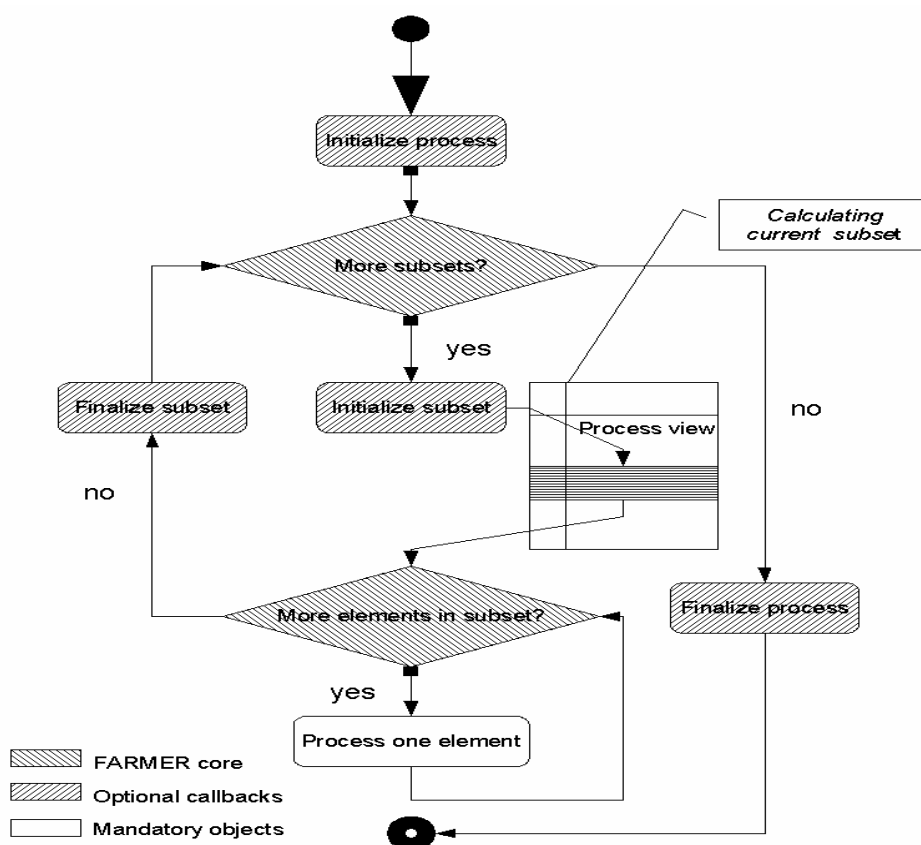 Initialize process
Calculating
current subset
More subsets?
yes
Finalize subset
Initialize subset
no
Process view
no
Finalize process
More elements in subset?
yes
Process one element
FARMER core
Optional callbacks
Mandatory objects